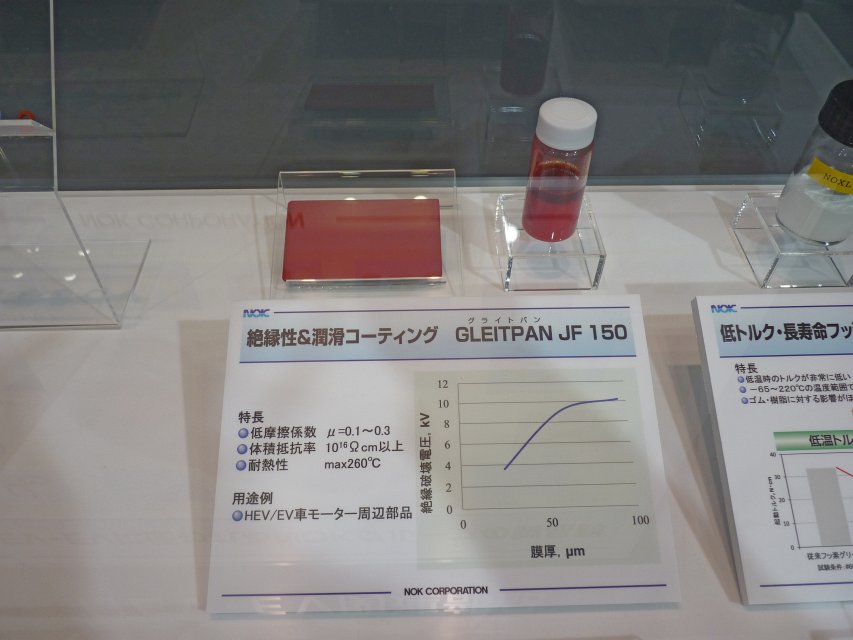 NOXL
NOK
グライトパン
絶縁性&潤滑コーティング GLEITPAN JF 150
特長
低摩擦係数 μ=0.1～0.3
体積抵抗率 10¹⁶Ωcm以上
耐熱性 max260℃
用途例
HEV/EV車モーター周辺部品
絶縁破壊電圧, kV
12
10
8
6
4
2
0
0 50 100
膜厚, μm
NOK CORPORATION
NOK
低トルク・長寿命フッ
特長
低温時のトルクが非常に低い
－65～220℃の温度範囲で
ゴム・樹脂に対する影響がほ
低温トル
40
30
20
10
0
従来フッ素グリ